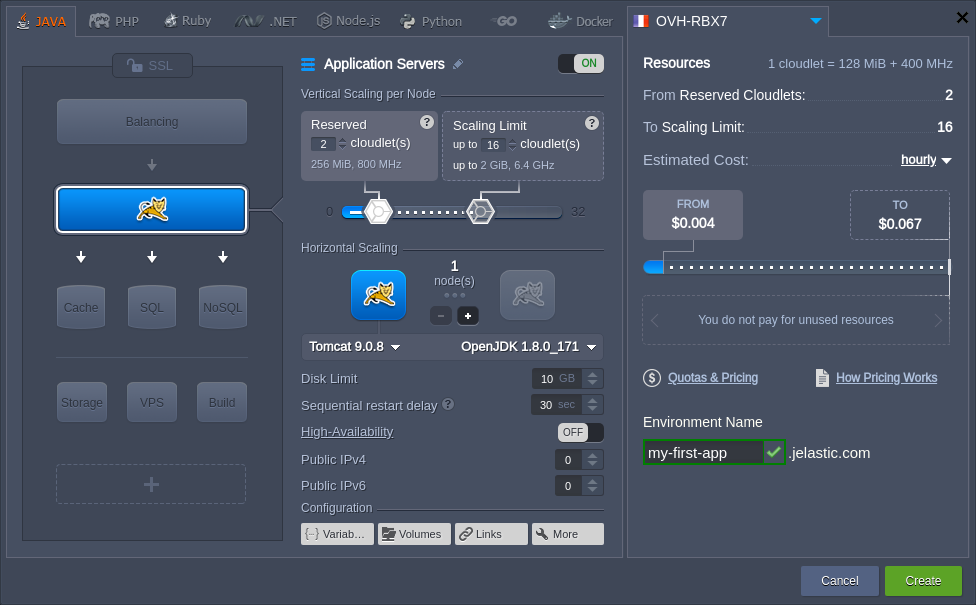 JAVA
PHP
Ruby
.NET
Node.js
Python
GO
Docker
SSL
Balancing
Cache
SQL
NoSQL
Storage
VPS
Build
Application Servers
ON
Vertical Scaling per Node
Reserved ?
2 cloudlet(s)
256 MiB, 800 MHz
Scaling Limit ?
up to 16 cloudlet(s)
up to 2 GiB, 6.4 GHz
0
32
Horizontal Scaling
1
node(s)
Tomcat 9.0.8
OpenJDK 1.8.0_171
Disk Limit 10 GB
Sequential restart delay ? 30 sec
High-Availability OFF
Public IPv4 0
Public IPv6 0
Configuration
Variab...
Volumes
Links
More
OVH-RBX7
Resources 1 cloudlet = 128 MiB + 400 MHz
From Reserved Cloudlets: 2
To Scaling Limit: 16
Estimated Cost: hourly
FROM
$0.004
TO
$0.067
You do not pay for unused resources
$ Quotas & Pricing
How Pricing Works
Environment Name
my-first-app .jelastic.com
Cancel
Create